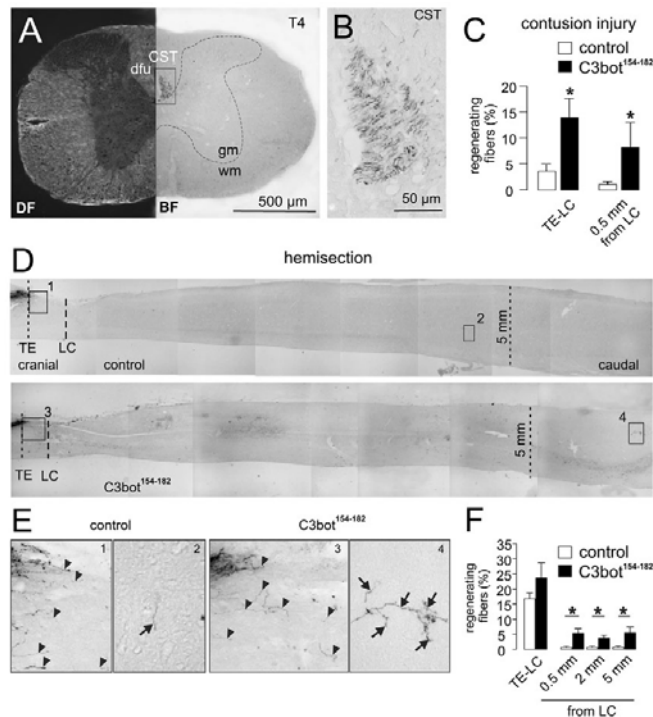 A
T4
CST
dfu
gm
wm
DF
BF
500 µm
B
CST
50 µm
C
contusion injury
control
C3bot154-182
regenerating
fibers (%)
20
15
10
5
0
*
*
TE-LC
0.5 mm
from LC
D
hemisection
1
2
5 mm
TE
LC
cranial
control
caudal
3
4
5 mm
TE
LC
C3bot154-182
E
control
C3bot154-182
1
2
3
4
F
control
C3bot154-182
regenerating
fibers (%)
35
30
25
20
15
10
5
0
*
*
*
TE-LC
0.5 mm
2 mm
5 mm
from LC